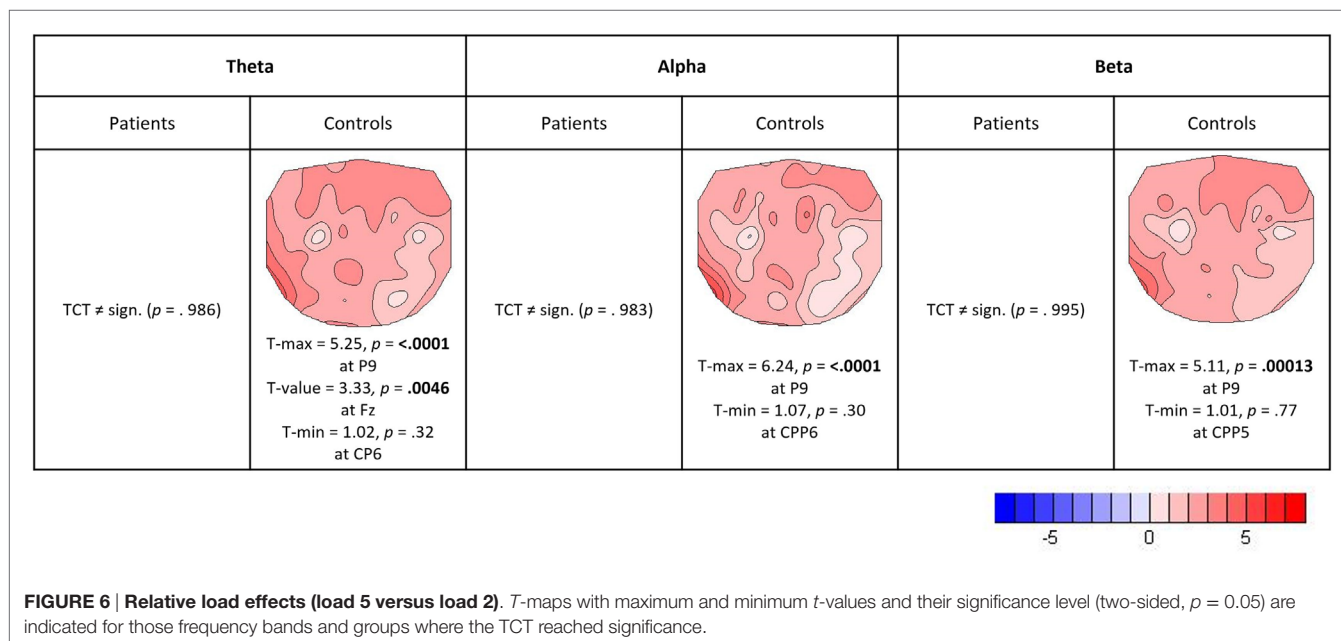 Theta
Alpha
Beta
Patients
Controls
Patients
Controls
Patients
Controls
TCT ≠ sign. (p = . 986)
T-max = 5.25, p = <.0001
at P9
T-value = 3.33, p = .0046
at Fz
T-min = 1.02, p = .32
at CP6
TCT ≠ sign. (p = . 983)
T-max = 6.24, p = <.0001
at P9
T-min = 1.07, p = .30
at CPP6
TCT ≠ sign. (p = . 995)
T-max = 5.11, p = .00013
at P9
T-min = 1.01, p = .77
at CPP5
-5 0 5
FIGURE 6 | Relative load effects (load 5 versus load 2). T-maps with maximum and minimum t-values and their significance level (two-sided, p = 0.05) are
indicated for those frequency bands and groups where the TCT reached significance.